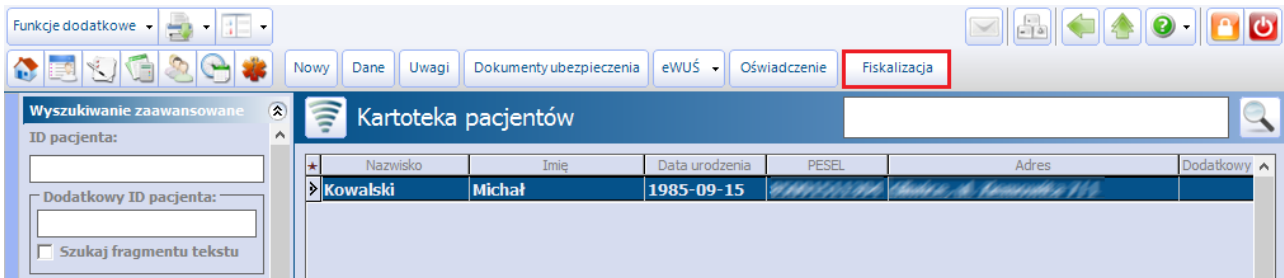 Funkcje dodatkowe
Nowy Dane Uwagi Dokumenty ubezpieczenia eWUŚ Oświadczenie Fiskalizacja
Wyszukiwanie zaawansowane
Kartoteka pacjentów
ID pacjenta:
Nazwisko Imię Data urodzenia PESEL Adres Dodatkowy
Kowalski Michał 1985-09-15
Dodatkowy ID pacjenta:
Szukaj fragmentu tekstu